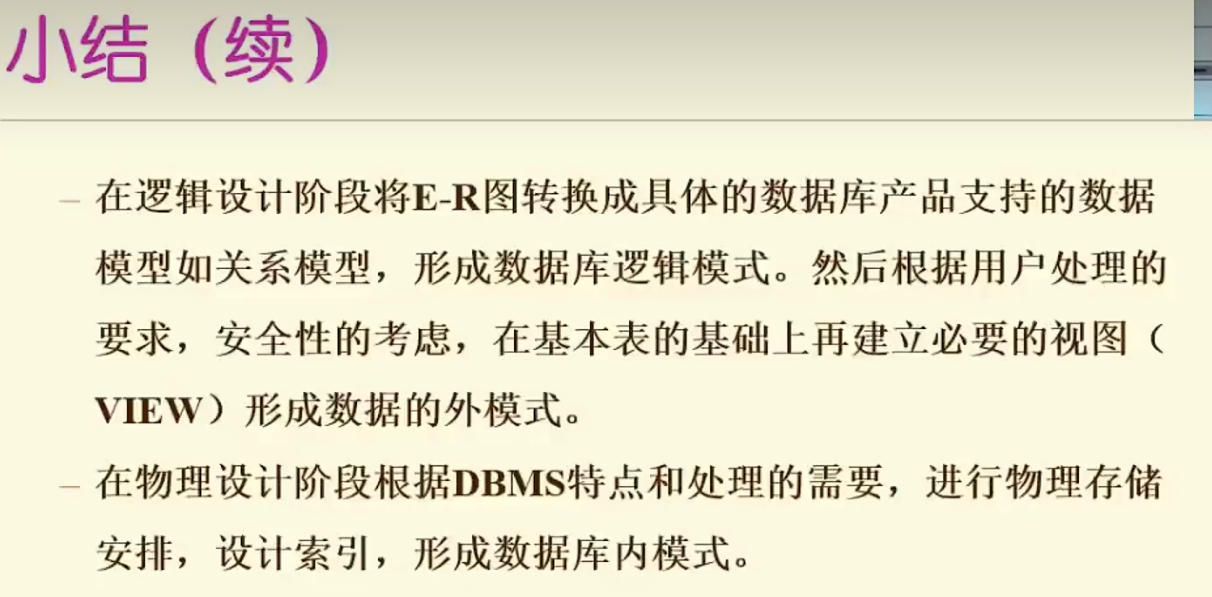 小结（续）
– 在逻辑设计阶段将E-R图转换成具体的数据库产品支持的数据
模型如关系模型，形成数据库逻辑模式。然后根据用户处理的
要求，安全性的考虑，在基本表的基础上再建立必要的视图（
VIEW）形成数据的外模式。
– 在物理设计阶段根据DBMS特点和处理的需要，进行物理存储
安排，设计索引，形成数据库内模式。